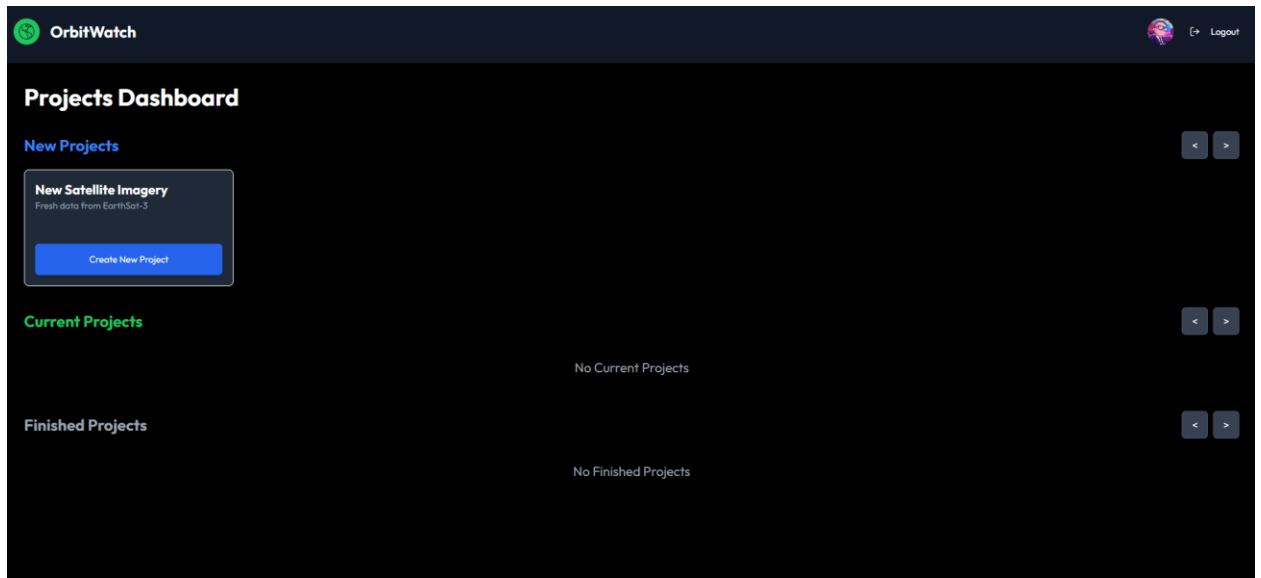 OrbitWatch
Logout
Projects Dashboard
New Projects
< >
New Satellite Imagery
Fresh data from EarthSat-3
Create New Project
Current Projects
< >
No Current Projects
Finished Projects
< >
No Finished Projects